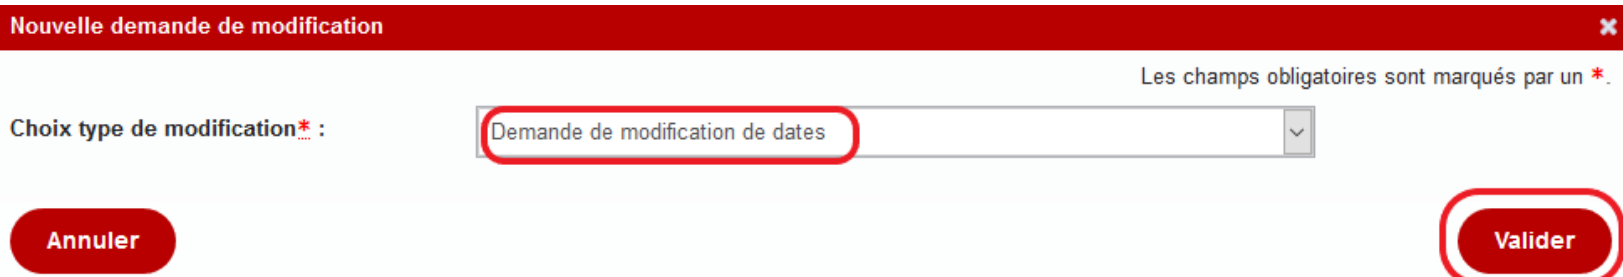 Nouvelle demande de modification
Les champs obligatoires sont marqués par un *.
Choix type de modification* :
Demande de modification de dates
Annuler
Valider